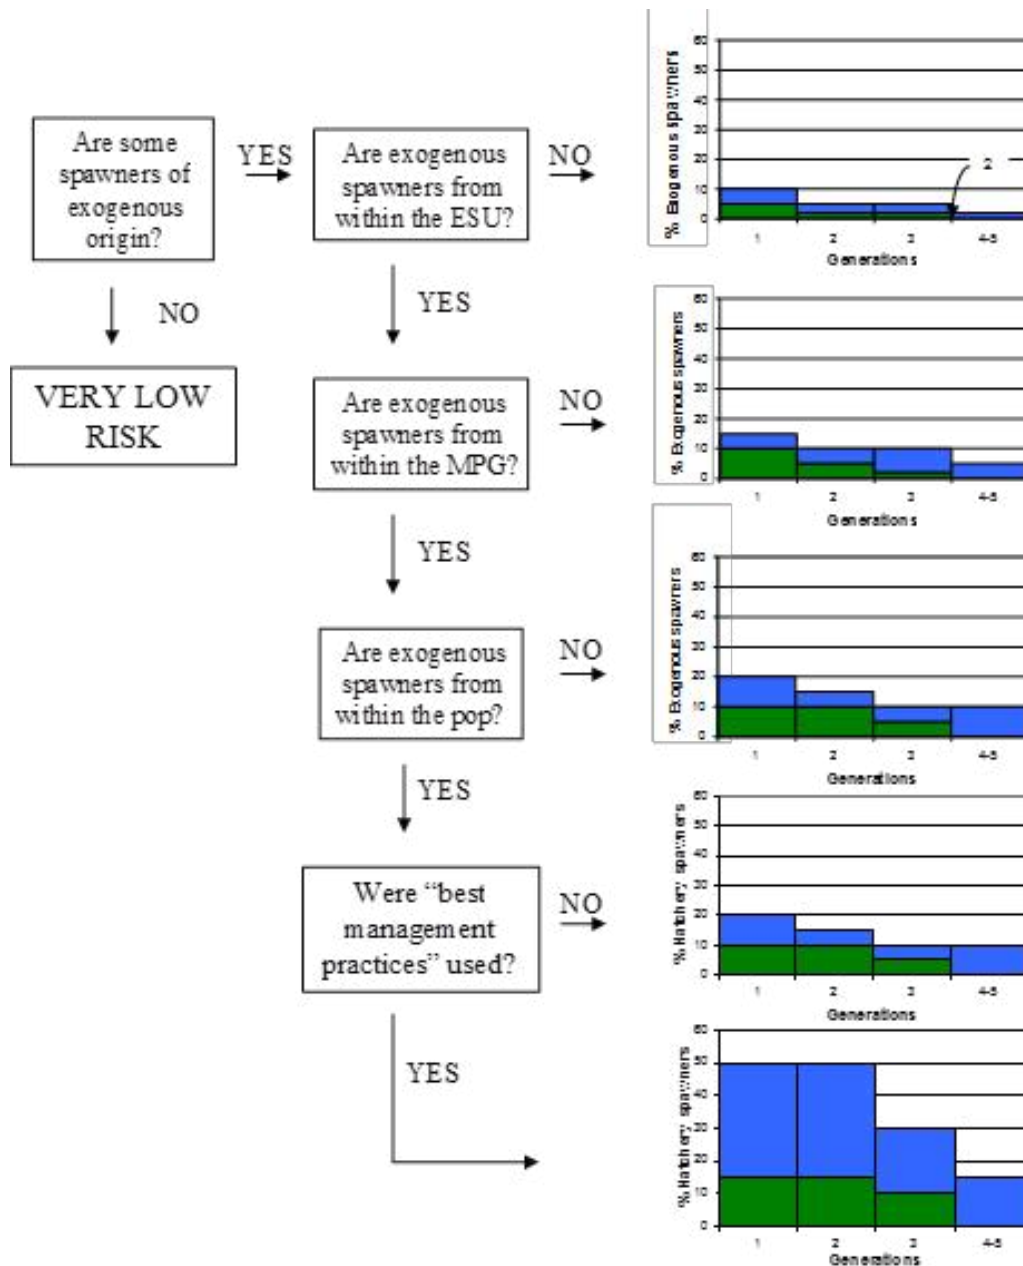 Are some
spawners of
exogenous
origin?
YES
Are exogenous
spawners from
within the ESU?
NO
% Exogenous spawners
60
50
40
30
20
10
0
2
1
2
3
4-5
Generations
NO
VERY LOW
RISK
YES
Are exogenous
spawners from
within the MPG?
NO
% Exogenous spawners
60
50
40
30
20
10
0
1
2
3
4-5
Generations
YES
Are exogenous
spawners from
within the pop?
NO
% Exogenous spawners
60
50
40
30
20
10
0
1
2
3
4-5
Generations
YES
Were “best
management
practices” used?
NO
% Hatchery spawners
60
50
40
30
20
10
0
1
2
3
4-5
Generations
YES
% Hatchery spawners
60
50
40
30
20
10
0
1
2
3
4-5
Generations